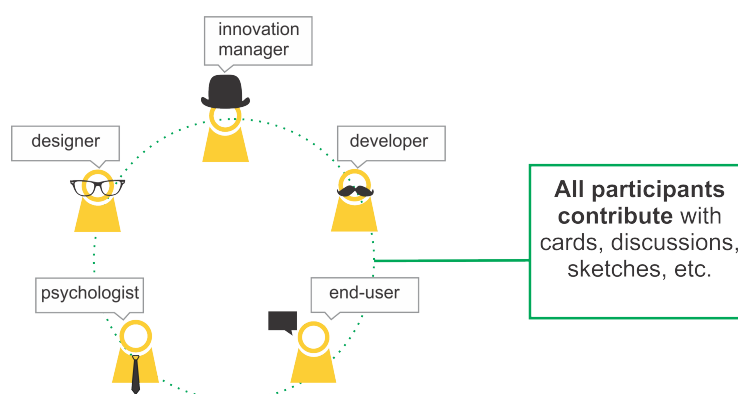 innovation
manager
designer
developer
All participants
contribute with
cards, discussions,
sketches, etc.
psychologist
end-user